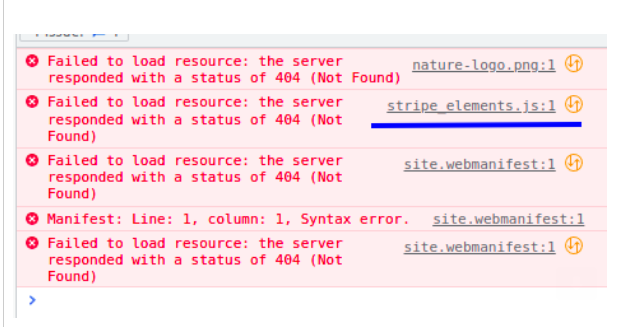 Failed to load resource: the server nature-logo.png:1
responded with a status of 404 (Not Found)
Failed to load resource: the server stripe_elements.js:1
responded with a status of 404 (Not
Found)
Failed to load resource: the server site.webmanifest:1
responded with a status of 404 (Not
Found)
Manifest: Line: 1, column: 1, Syntax error. site.webmanifest:1
Failed to load resource: the server site.webmanifest:1
responded with a status of 404 (Not
Found)